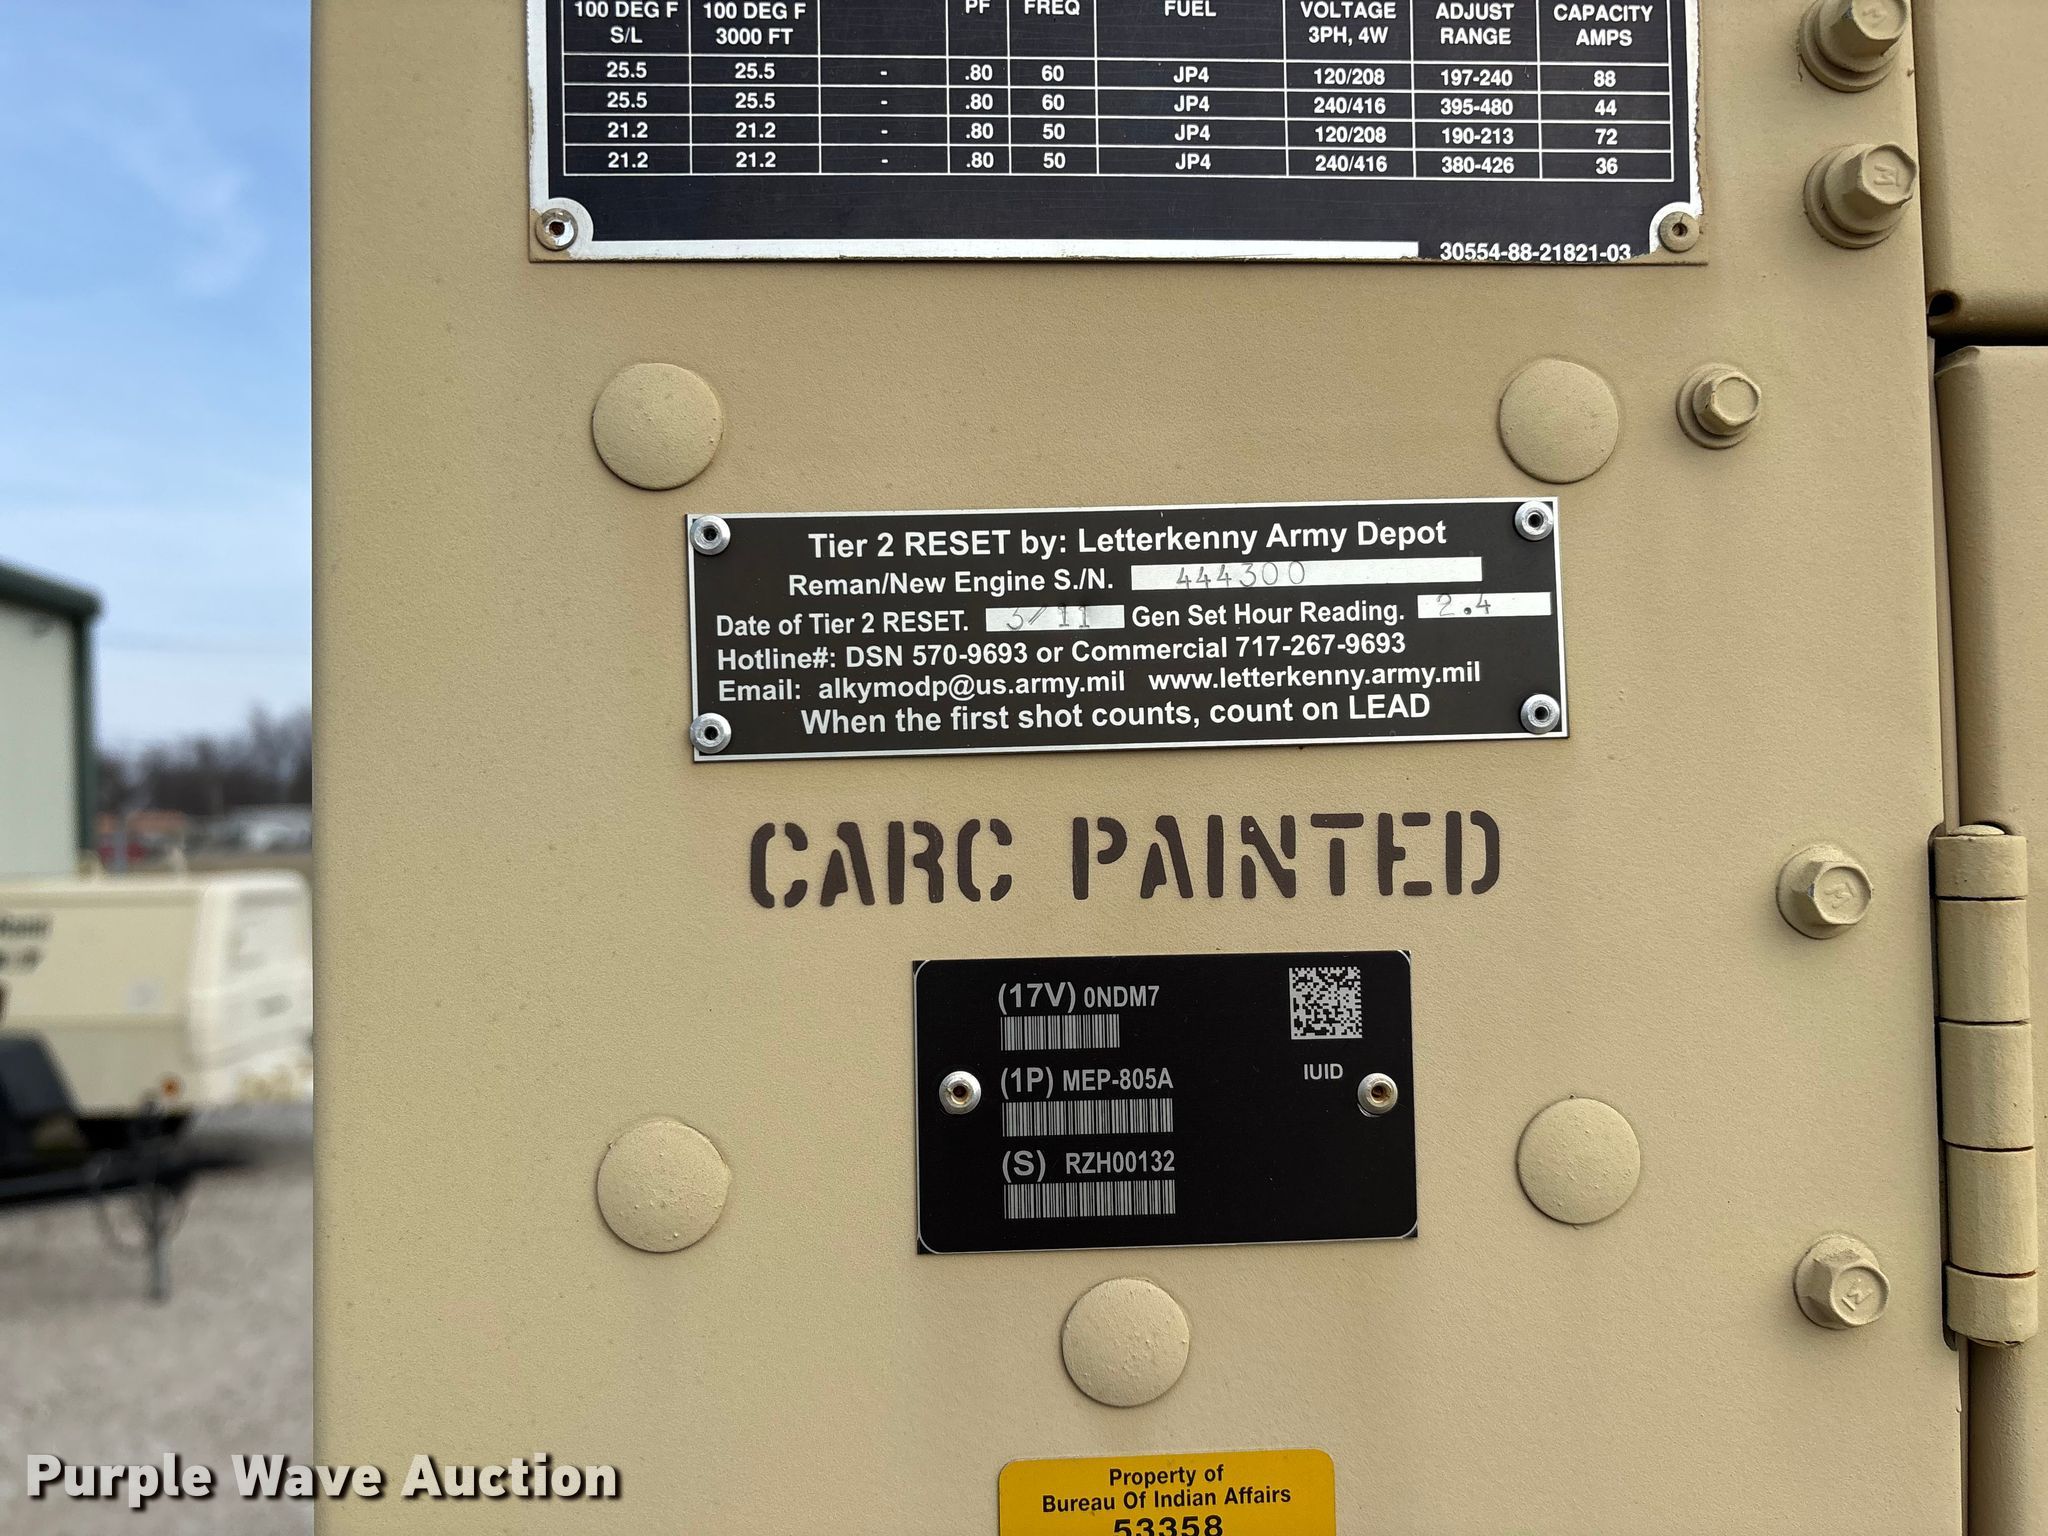 100 DEG F 100 DEG F PF FREQ FUEL VOLTAGE ADJUST CAPACITY
S/L 3000 FT 3PH, 4W RANGE AMPS
25.5 25.5 - .80 60 JP4 120/208 197-240 88
25.5 25.5 - .80 60 JP4 240/416 395-480 44
21.2 21.2 - .80 50 JP4 120/208 190-213 72
21.2 21.2 - .80 50 JP4 240/416 380-426 36
30554-88-21821-03
Tier 2 RESET by: Letterkenny Army Depot
Reman/New Engine S./N. 444300
Date of Tier 2 RESET. 3/11 Gen Set Hour Reading. 2.4
Hotline#: DSN 570-9693 or Commercial 717-267-9693
Email: alkymodp@us.army.mil www.letterkenny.army.mil
When the first shot counts, count on LEAD
CARC PAINTED
(17V) 0NDM7
(1P) MEP-805A
IUID
(S) RZH00132
Property of
Bureau Of Indian Affairs
53358
Purple Wave Auction